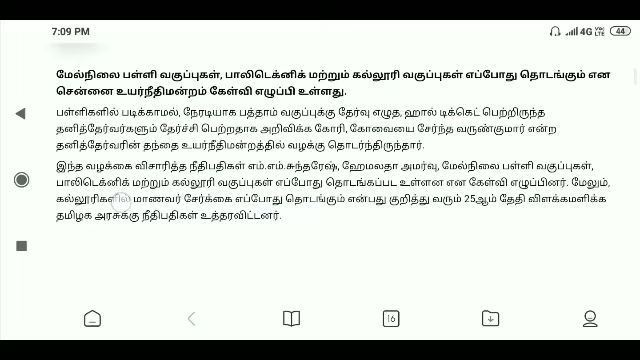 7:09 PM
4G VoLTE 44
மேல்நிலை பள்ளி வகுப்புகள், பாலிடெக்னிக் மற்றும் கல்லூரி வகுப்புகள் எப்போது தொடங்கும் என
சென்னை உயர்நீதிமன்றம் கேள்வி எழுப்பி உள்ளது.
பள்ளிகளில் படிக்காமல், நேரடியாக பத்தாம் வகுப்புக்கு தேர்வு எழுத, ஹால் டிக்கெட் பெற்றிருந்த
தனித்தேர்வர்களும் தேர்ச்சி பெற்றதாக அறிவிக்க கோரி, கோவையை சேர்ந்த வருண்குமார் என்ற
தனித்தேர்வரின் தந்தை உயர்நீதிமன்றத்தில் வழக்கு தொடர்ந்திருந்தார்.
இந்த வழக்கை விசாரித்த நீதிபதிகள் எம்.எம்.சுந்தரேஷ், ஹேமலதா அமர்வு, மேல்நிலை பள்ளி வகுப்புகள்,
பாலிடெக்னிக் மற்றும் கல்லூரி வகுப்புகள் எப்போது தொடங்கப்பட உள்ளன என கேள்வி எழுப்பினர். மேலும்,
கல்லூரிகளில் மாணவர் சேர்க்கை எப்போது தொடங்கும் என்பது குறித்து வரும் 25ஆம் தேதி விளக்கமளிக்க
தமிழக அரசுக்கு நீதிபதிகள் உத்தரவிட்டனர்.
16